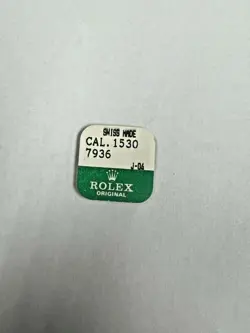 SWISS MADE
CAL. 1530
7936
J-04
ROLEX
ORIGINAL